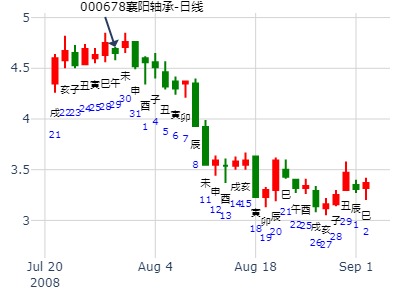 000678襄阳轴承-日线
5
4.5
4
3.5
3
戌 亥 子 丑 寅 巳 午 未 申 酉 子 丑 寅 卯 辰 未 申 酉 戌 亥 寅 卯 辰 巳 午 未 戌 亥 子 丑 辰 巳
21 22 23 24 25 28 29 30 31 1 4 5 6 7 8 11 12 13 14 15 18 19 20 21 22 25 26 27 28 29 1 2
Jul 20 Aug 4 Aug 18 Sep 1
2008